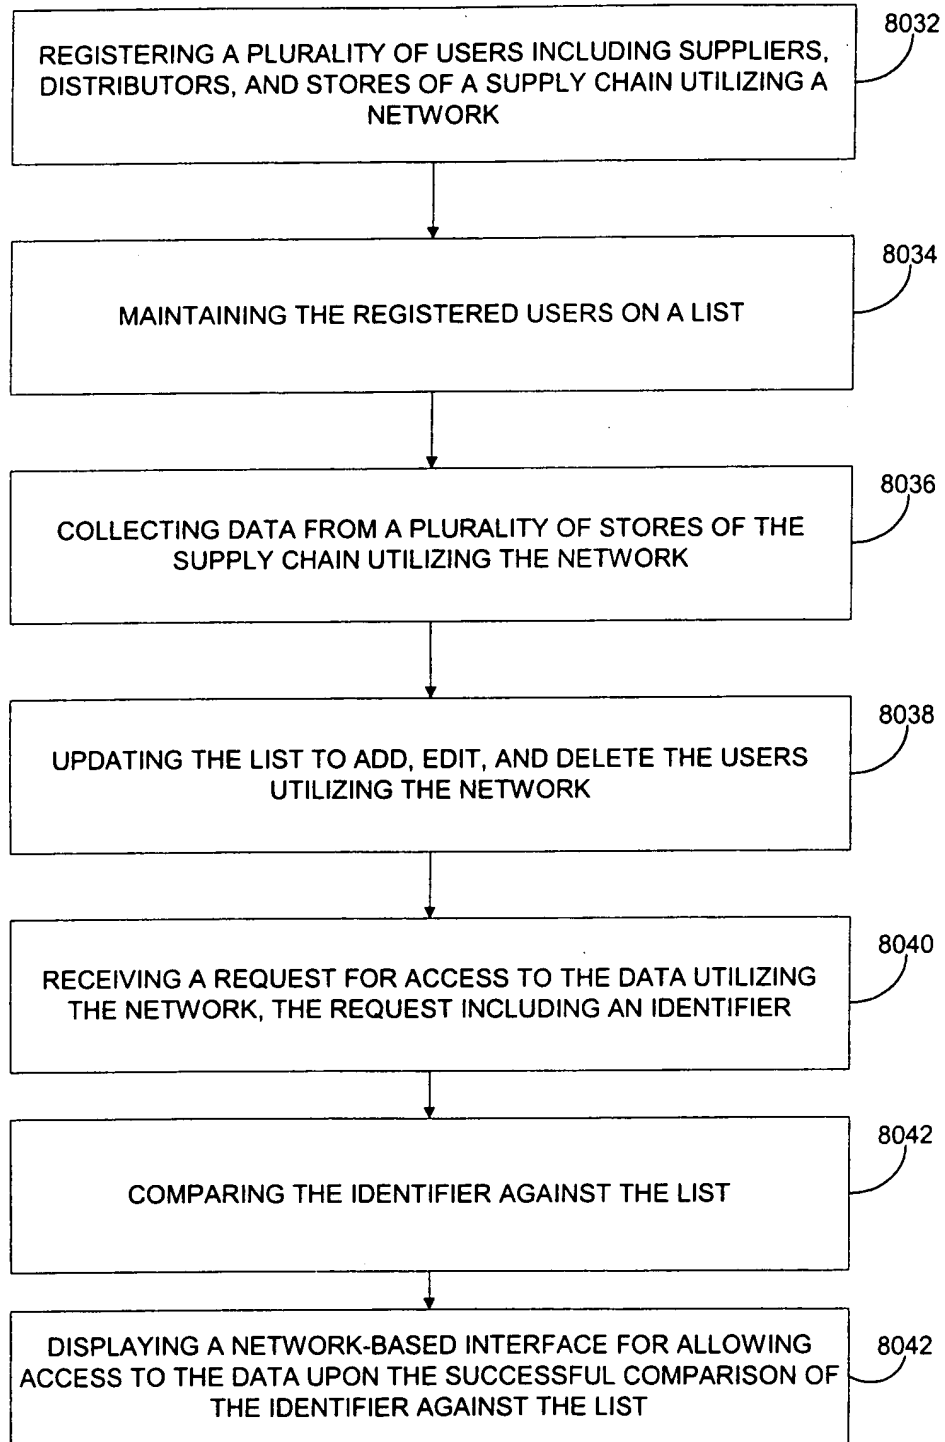 8032
REGISTERING A PLURALITY OF USERS INCLUDING SUPPLIERS,
DISTRIBUTORS, AND STORES OF A SUPPLY CHAIN UTILIZING A
NETWORK
8034
MAINTAINING THE REGISTERED USERS ON A LIST
8036
COLLECTING DATA FROM A PLURALITY OF STORES OF THE
SUPPLY CHAIN UTILIZING THE NETWORK
8038
UPDATING THE LIST TO ADD, EDIT, AND DELETE THE USERS
UTILIZING THE NETWORK
8040
RECEIVING A REQUEST FOR ACCESS TO THE DATA UTILIZING
THE NETWORK, THE REQUEST INCLUDING AN IDENTIFIER
8042
COMPARING THE IDENTIFIER AGAINST THE LIST
8042
DISPLAYING A NETWORK-BASED INTERFACE FOR ALLOWING
ACCESS TO THE DATA UPON THE SUCCESSFUL COMPARISON OF
THE IDENTIFIER AGAINST THE LIST